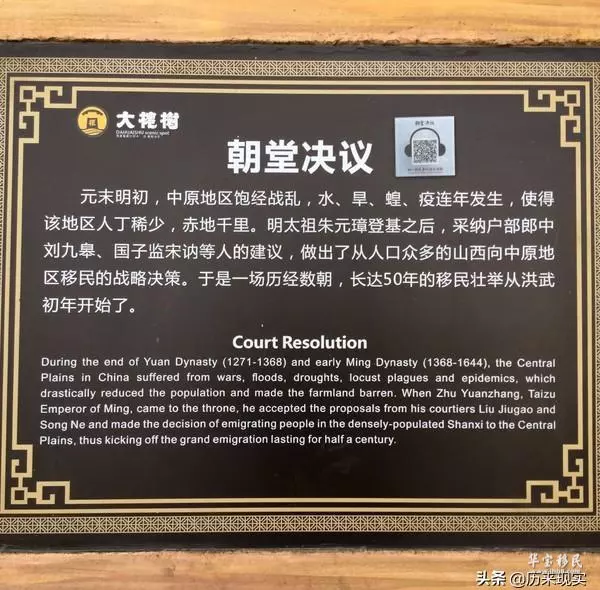 大槐樹
DAHUAISHU scenic spot
朝堂决议
朝堂决议
元末明初，中原地区饱经战乱，水、旱、蝗、疫连年发生，使得
该地区人丁稀少，赤地千里。明太祖朱元璋登基之后，采纳户部郎中
刘九皋、国子监宋讷等人的建议，做出了从人口众多的山西向中原地
区移民的战略决策。于是一场历经数朝，长达50年的移民壮举从洪武
初年开始了。
Court Resolution
During the end of Yuan Dynasty (1271-1368) and early Ming Dynasty (1368-1644), the Central
Plains in China suffered from wars, floods, droughts, locust plagues and epidemics, which
drastically reduced the population and made the farmland barren. When Zhu Yuanzhang, Taizu
Emperor of Ming, came to the throne, he accepted the proposals from his courtiers Liu Jiugao and
Song Ne and made the decision of emigrating people in the densely-populated Shanxi to the Central
Plains, thus kicking off the grand emigration lasting for half a century.
华宝移民
头条 @历来现实